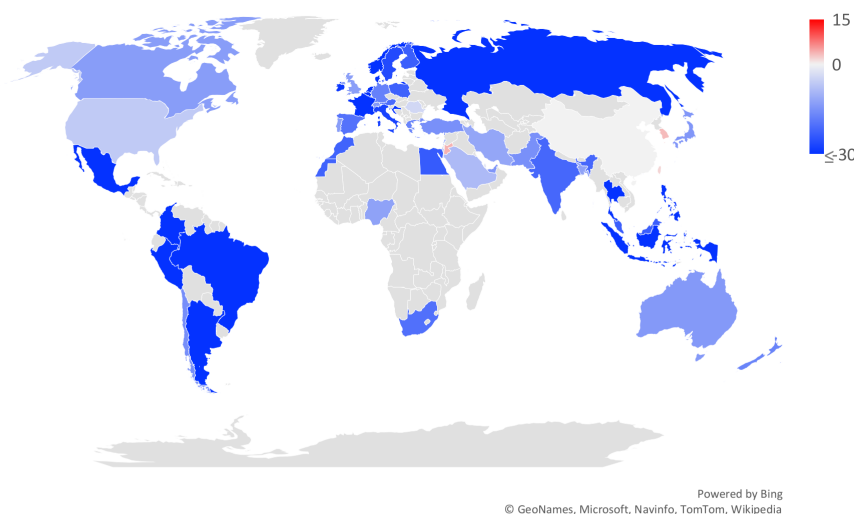 15
0
≤-30
Powered by Bing
© GeoNames, Microsoft, Navinfo, TomTom, Wikipedia